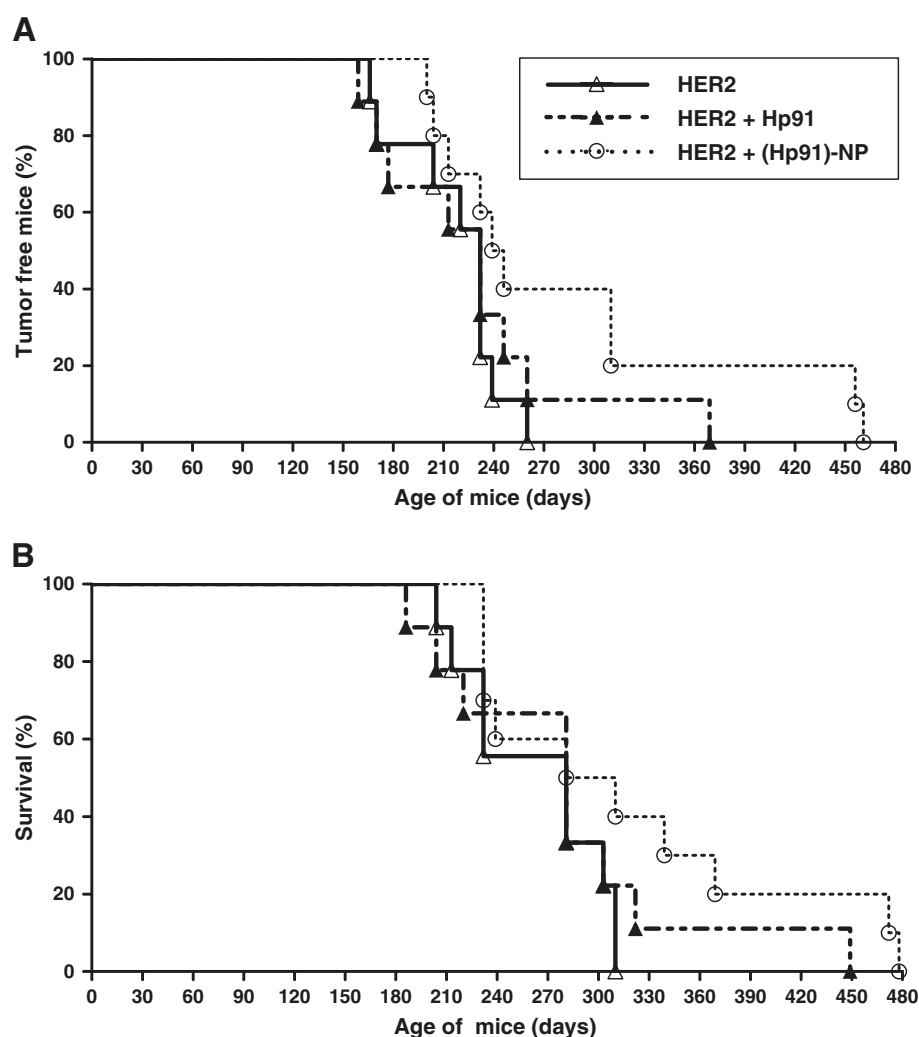 A
100
80
60
40
20
0
Tumor free mice (%)
HER2
HER2 + Hp91
HER2 + (Hp91)-NP
0 30 60 90 120 150 180 210 240 270 300 330 360 390 420 450 480
Age of mice (days)
B
100
80
60
40
20
0
Survival (%)
0 30 60 90 120 150 180 210 240 270 300 330 360 390 420 450 480
Age of mice (days)